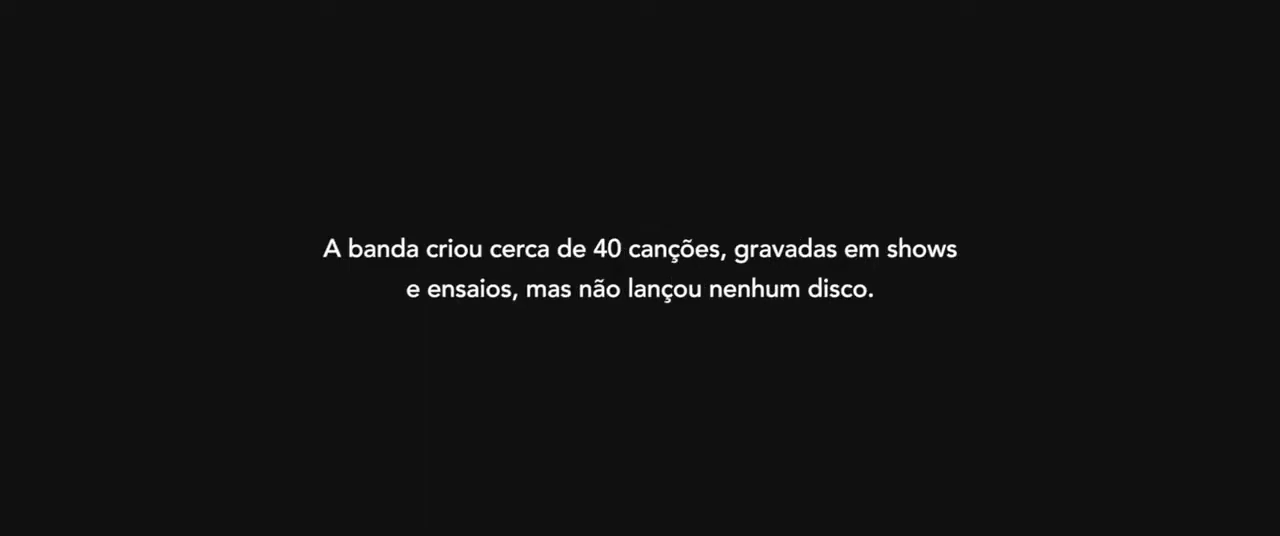 A banda criou cerca de 40 canções, gravadas em shows
e ensaios, mas não lançou nenhum disco.